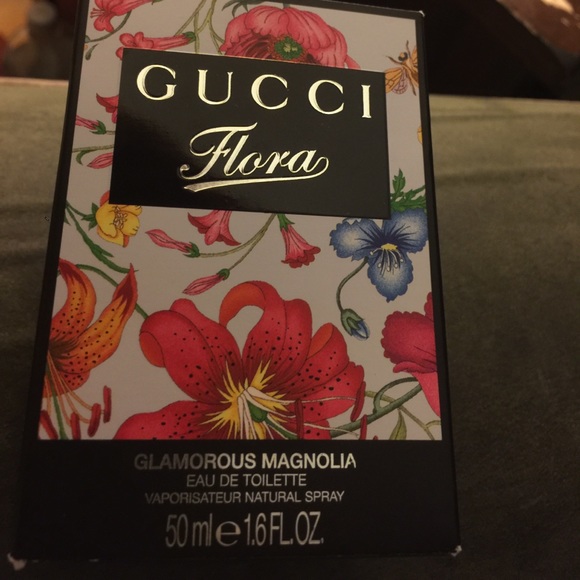 GUCCI
Flora
GLAMOROUS MAGNOLIA
EAU DE TOILETTE
VAPORISATEUR NATURAL SPRAY
50 ml ℮ 1.6 FL.OZ.